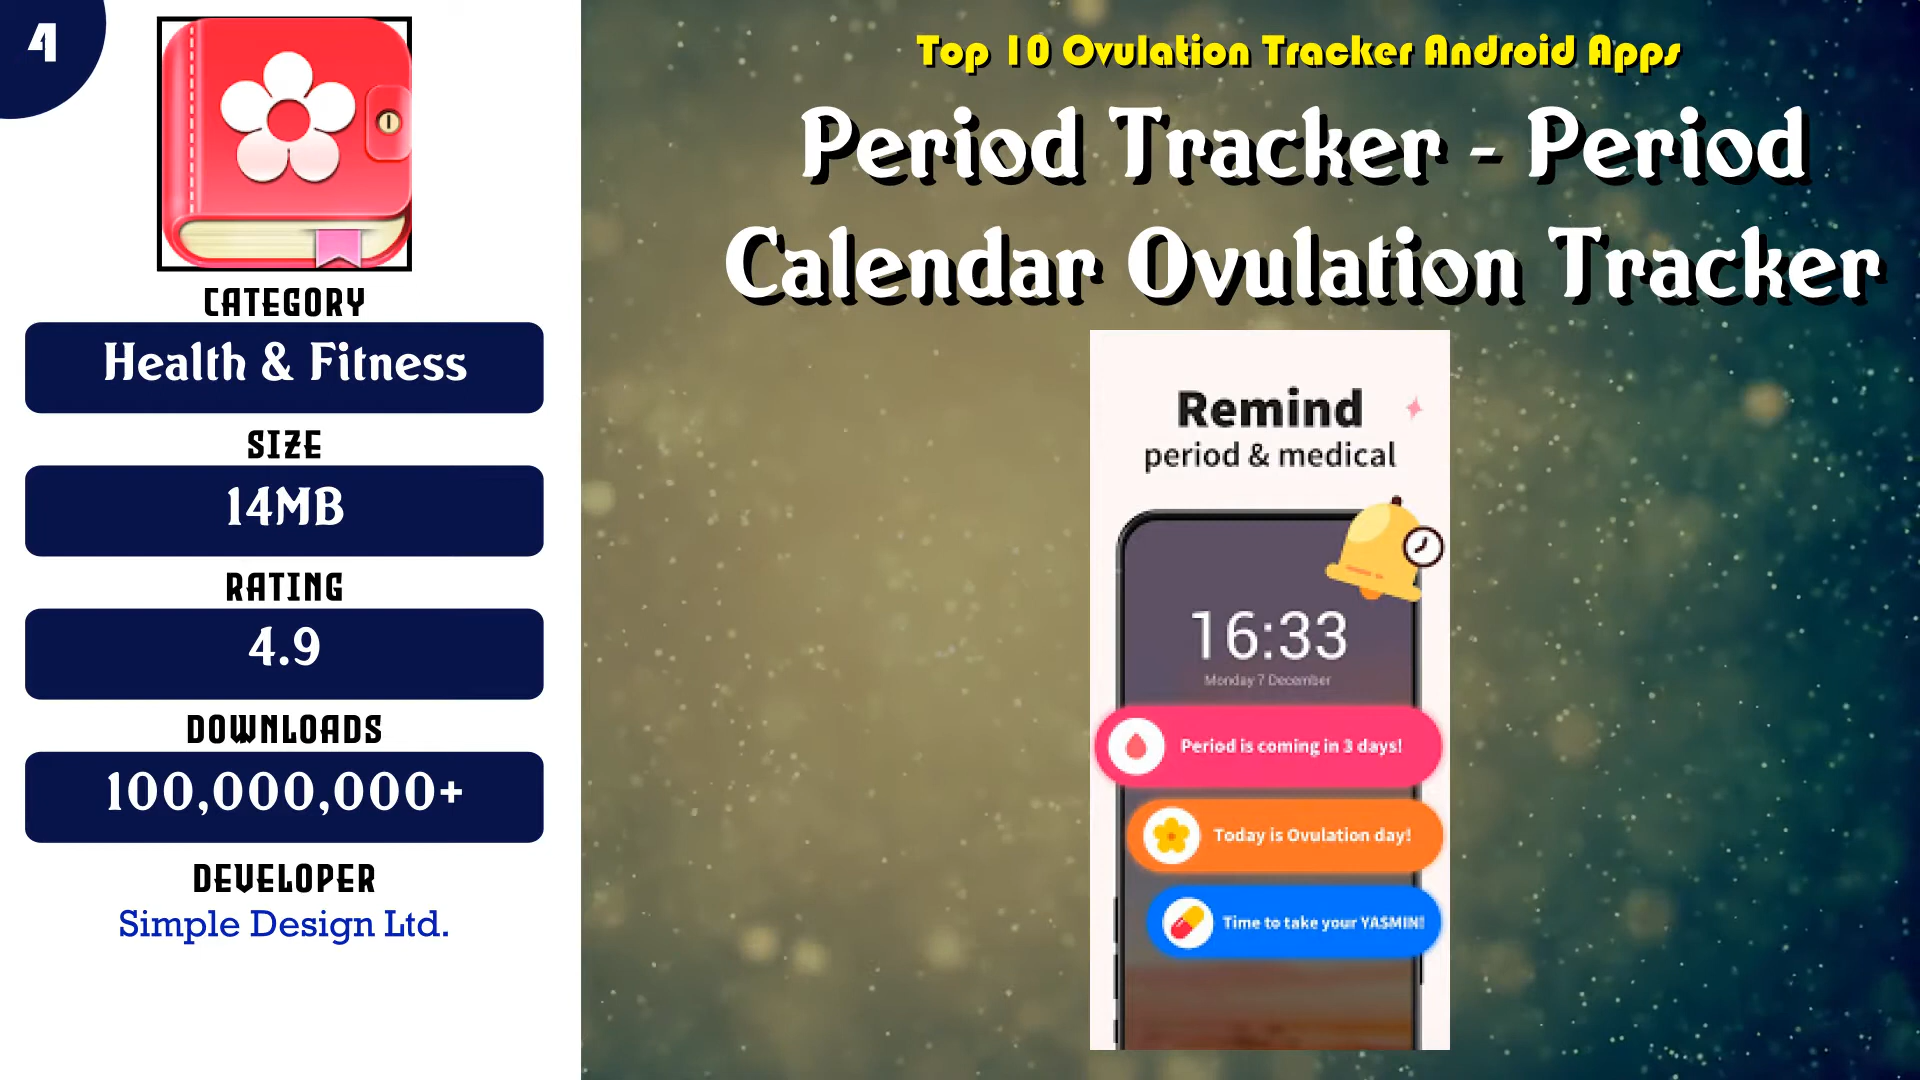 4
CATEGORY
Health & Fitness
SIZE
14MB
RATING
4.9
DOWNLOADS
100,000,000+
DEVELOPER
Simple Design Ltd.
Top 10 Ovulation Tracker Android Apps
Period Tracker - Period
Calendar Ovulation Tracker
Remind
period & medical
16:33
Monday 7 December
Period is coming in 3 days!
Today is Ovulation day!
Time to take your YASMIN!